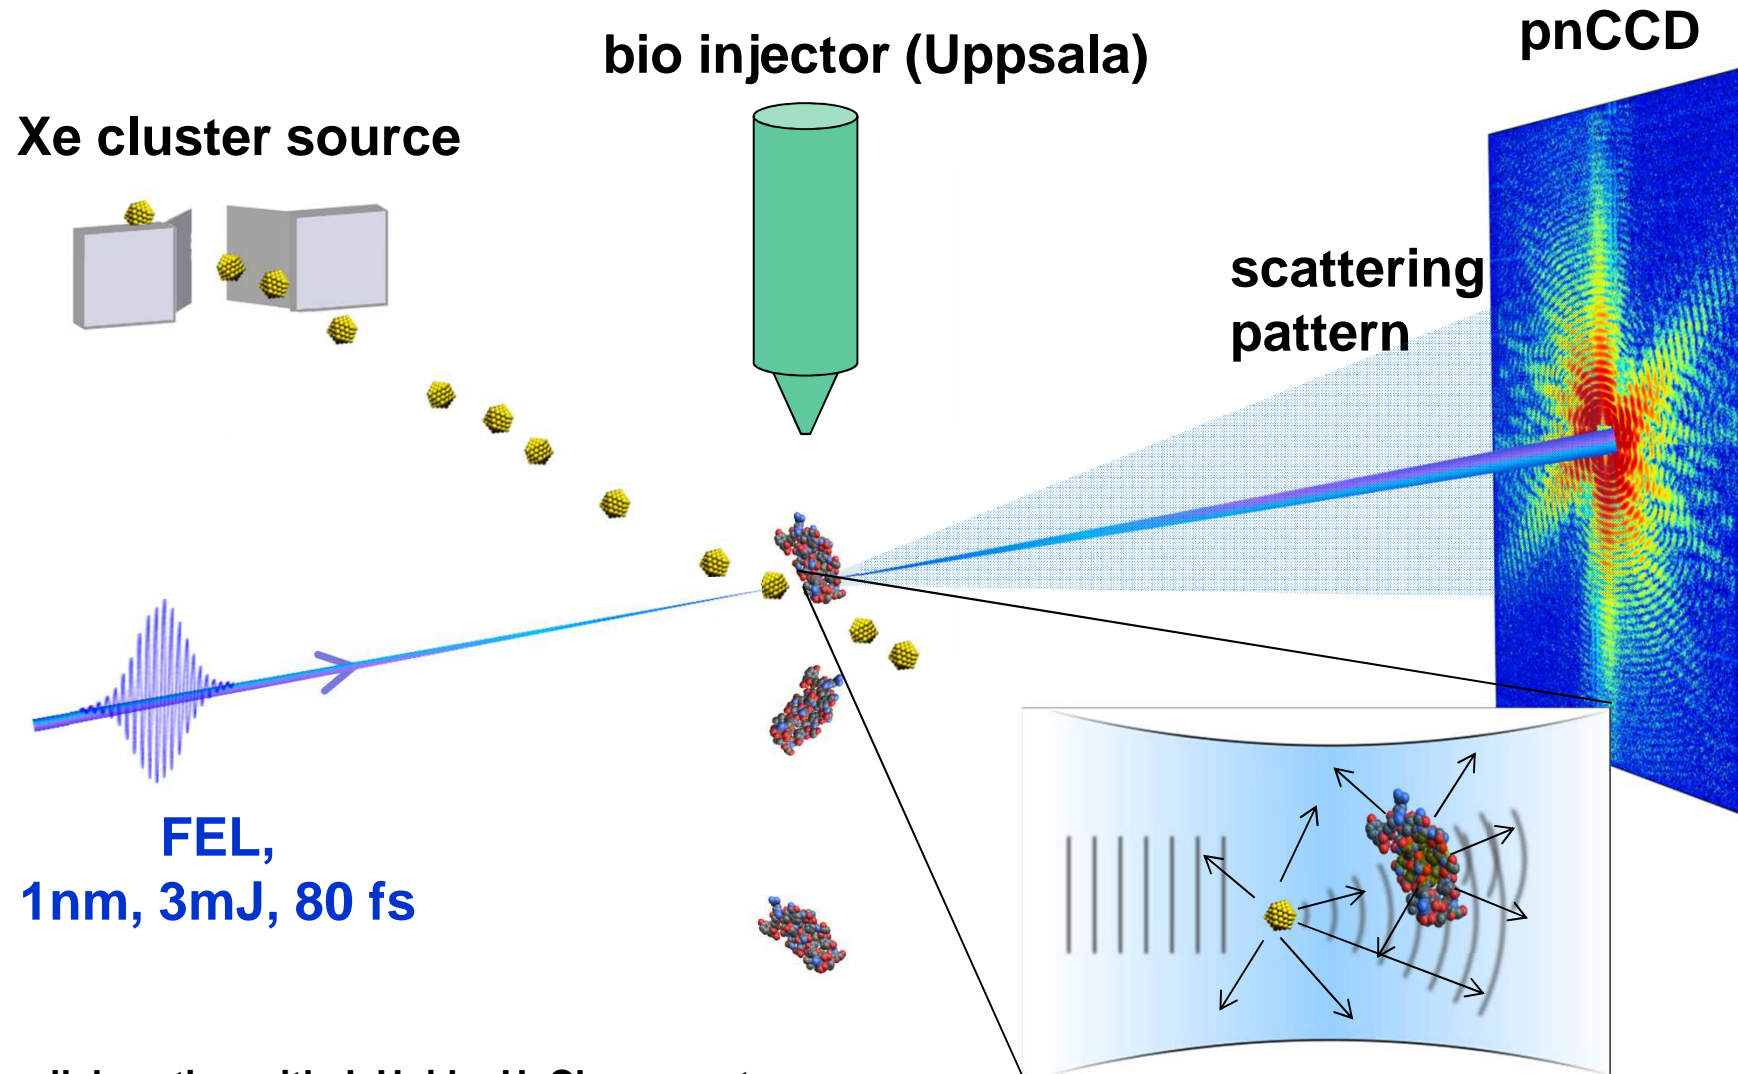 pnCCD
bio injector (Uppsala)
Xe cluster source
scattering
pattern
FEL,
1nm, 3mJ, 80 fs